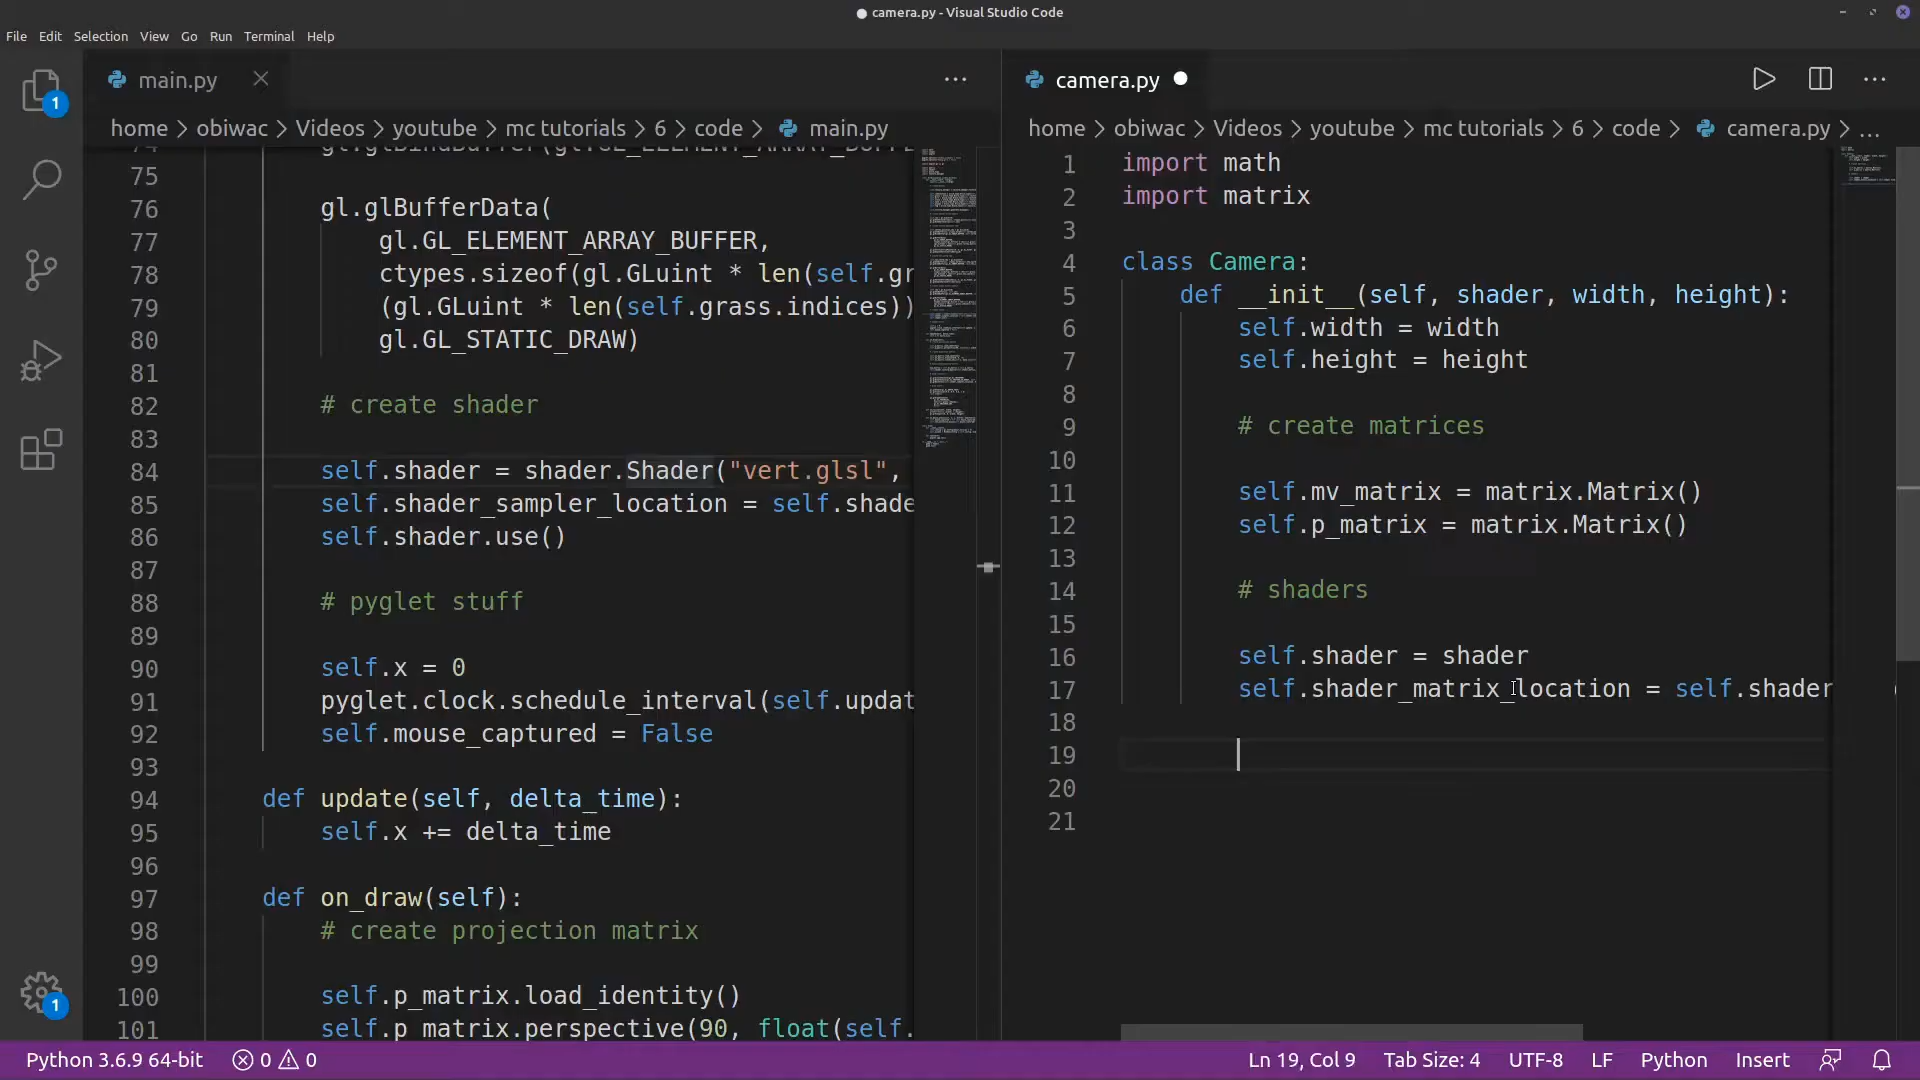 camera.py - Visual Studio Code
File Edit Selection View Go Run Terminal Help
main.py
camera.py
home > obiwac > Videos > youtube > mc tutorials > 6 > code > main.py
home > obiwac > Videos > youtube > mc tutorials > 6 > code > camera.py > ...
75
76 gl.glBufferData(
77 gl.GL_ELEMENT_ARRAY_BUFFER,
78 ctypes.sizeof(gl.GLuint * len(self.gr
79 (gl.GLuint * len(self.grass.indices))
80 gl.GL_STATIC_DRAW)
81
82 # create shader
83
84 self.shader = shader.Shader("vert.glsl",
85 self.shader_sampler_location = self.shade
86 self.shader.use()
87
88 # pyglet stuff
89
90 self.x = 0
91 pyglet.clock.schedule_interval(self.updat
92 self.mouse_captured = False
93
94 def update(self, delta_time):
95 self.x += delta_time
96
97 def on_draw(self):
98 # create projection matrix
99
100 self.p_matrix.load_identity()
101 self.p_matrix.perspective(90, float(self.
1 import math
2 import matrix
3
4 class Camera:
5 def __init__(self, shader, width, height):
6 self.width = width
7 self.height = height
8
9 # create matrices
10
11 self.mv_matrix = matrix.Matrix()
12 self.p_matrix = matrix.Matrix()
13
14 # shaders
15
16 self.shader = shader
17 self.shader_matrix_location = self.shader
18
19
20
21
1
1
Python 3.6.9 64-bit 0 0
Ln 19, Col 9 Tab Size: 4 UTF-8 LF Python Insert